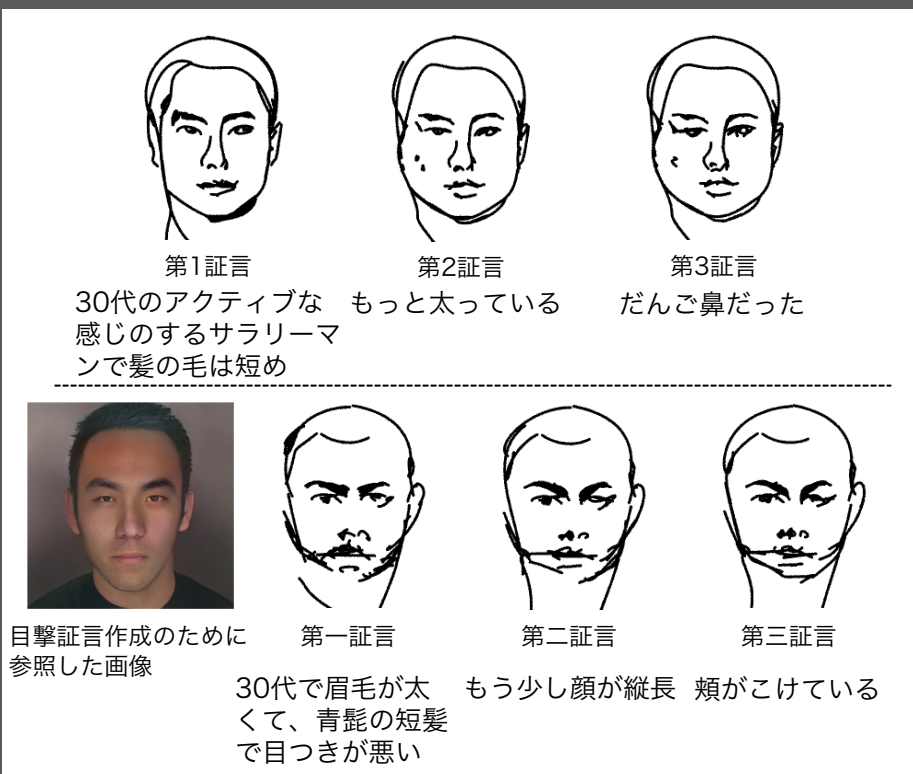 第1証言
第2証言
第3証言
30代のアクティブな
感じのするサラリーマ
ンで髪の毛は短め
もっと太っている
だんご鼻だった
目撃証言作成のために
参照した画像
第一証言
第二証言
第三証言
30代で眉毛が太
くて、青髭の短髪
で目つきが悪い
もう少し顔が縦長
頬がこけている